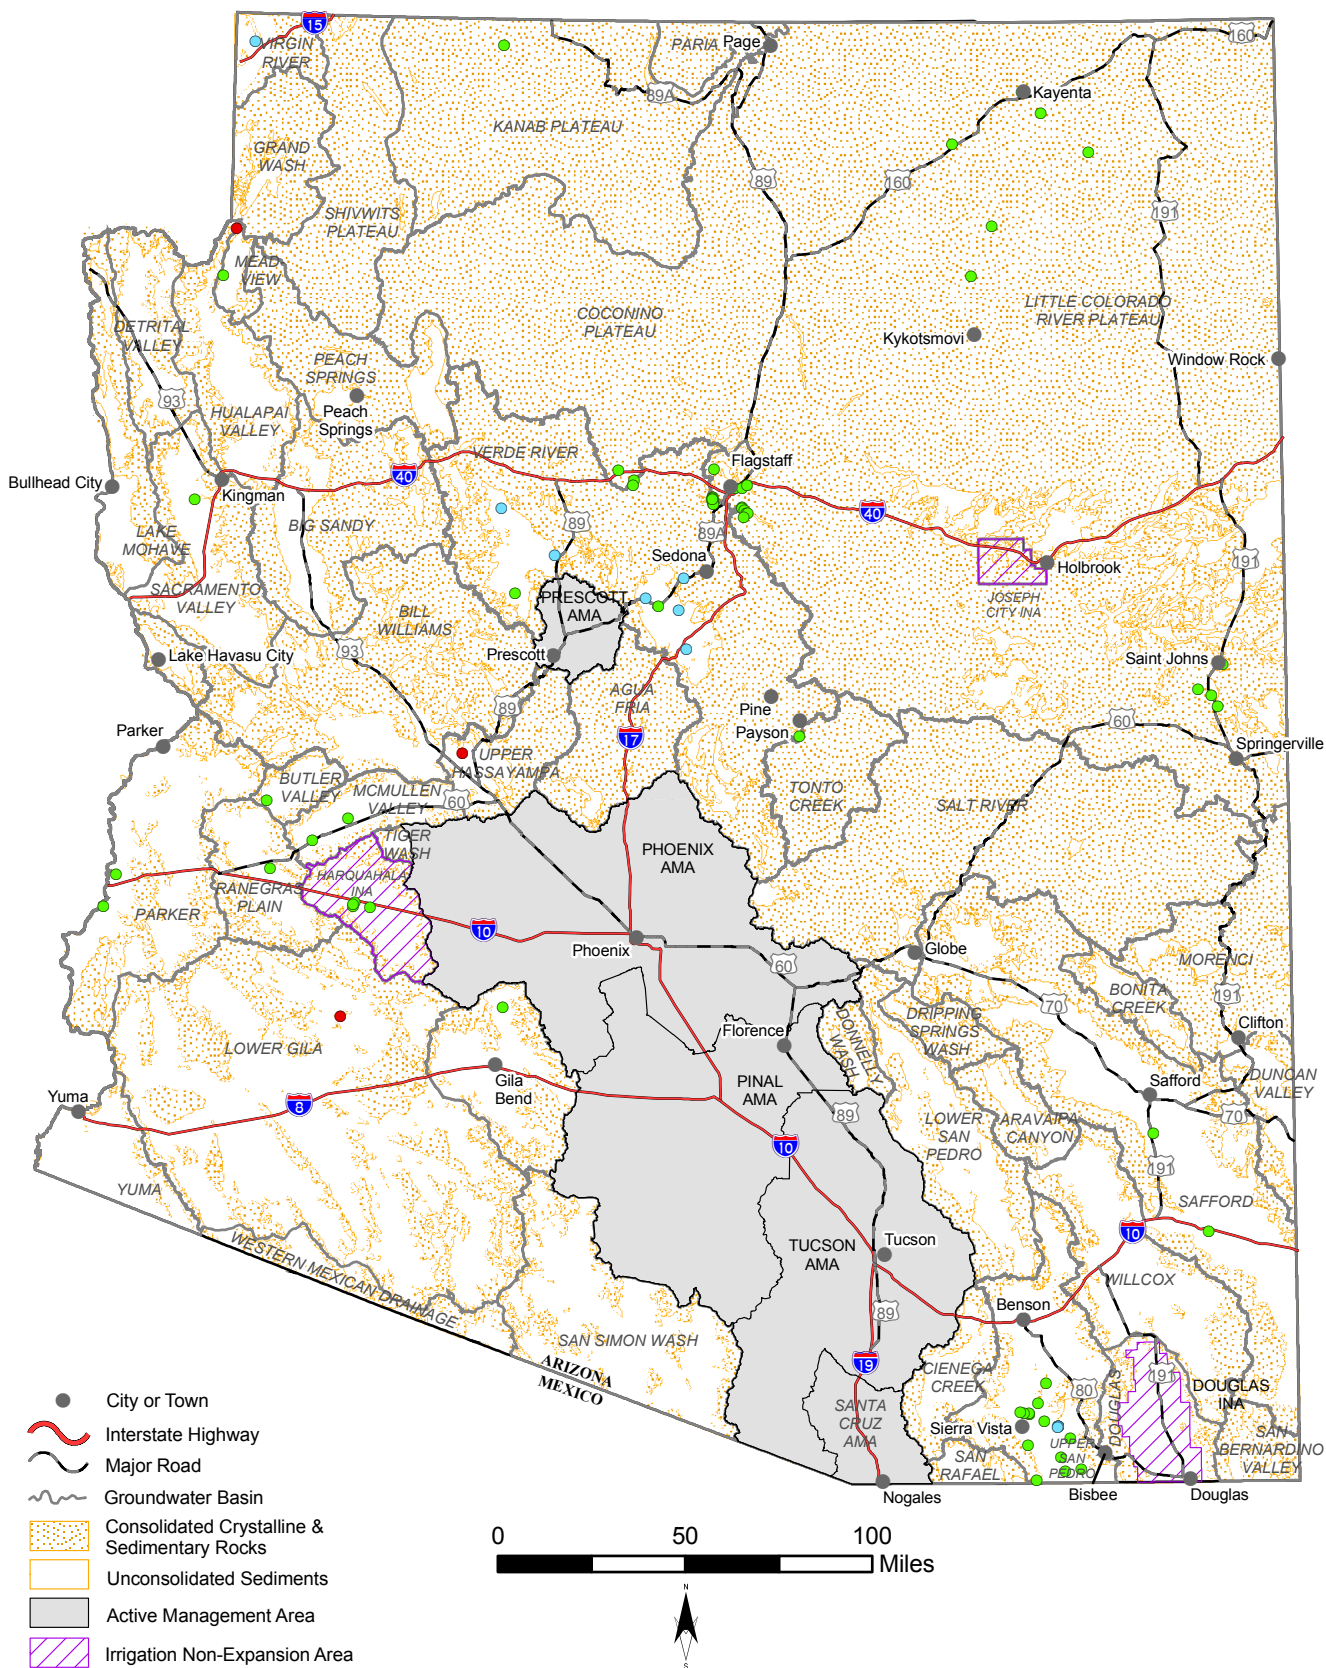 15
VIRGIN
RIVER
PARIA
Page
160
89A
Kayenta
KANAB PLATEAU
GRAND
WASH
89
160
191
SHIVWITS
PLATEAU
MEAD
VIEW
COCONINO
PLATEAU
LITTLE COLORADO
RIVER PLATEAU
DETRITAL
VALLEY
Kykotsmovi
Window Rock
PEACH
SPRINGS
93
Peach
Springs
HUALAPAI
VALLEY
VERDE RIVER
Flagstaff
40
Bullhead City
Kingman
40
BIG SANDY
89
89A
LAKE
MOHAVE
Sedona
Holbrook
191
SACRAMENTO
VALLEY
PRESCOTT
AMA
JOSEPH
CITY INA
BILL
WILLIAMS
93
Prescott
Lake Havasu City
Saint Johns
AGUA
FRIA
89
Pine
Payson
60
Parker
17
Springerville
UPPER
HASSAYAMPA
BUTLER
VALLEY
MCMULLEN
VALLEY
60
TONTO
CREEK
SALT RIVER
TIGER
WASH
PHOENIX
AMA
HARQUAHALA
INA
RANEGRAS
PLAIN
PARKER
10
Phoenix
Globe
60
MORENCI
BONITA
CREEK
191
70
DRIPPING
SPRINGS
WASH
DONNELLY
WASH
Clifton
Florence
LOWER GILA
Gila
Bend
PINAL
AMA
Safford
DUNCAN
VALLEY
Yuma
8
89
70
LOWER
SAN
PEDRO
ARAVAIPA
CANYON
10
191
YUMA
SAFFORD
WESTERN MEXICAN DRAINAGE
TUCSON
AMA
Tucson
10
WILLCOX
Benson
89
SAN SIMON WASH
ARIZONA
MEXICO
19
CIENEGA
CREEK
80
191
DOUGLAS
DOUGLAS
INA
SANTA
CRUZ
AMA
Sierra Vista
UPPER
SAN
PEDRO
SAN
RAFAEL
SAN
BERNARDINO
VALLEY
Nogales
Bisbee
Douglas
City or Town
Interstate Highway
Major Road
Groundwater Basin
Consolidated Crystalline &
Sedimentary Rocks
Unconsolidated Sediments
Active Management Area
Irrigation Non-Expansion Area
0 50 100
Miles
N
S